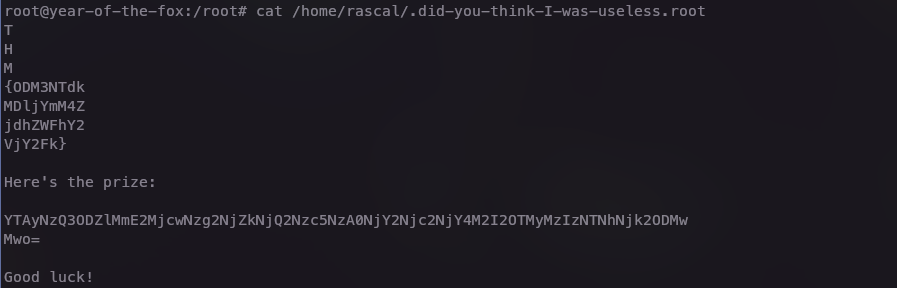 root@year-of-the-fox:/root# cat /home/rascal/.did-you-think-I-was-useless.root
T
H
M
{ODM3NTdk
MDljYmM4Z
jdhZWFhY2
VjY2Fk}
Here's the prize:
YTAyNzQ3ODZlMmE2MjcwNzg2NjZkNjQ2Nzc5NzA0NjY2Njc2NjY4M2I2OTMyMzIzNTNhNjk2ODMw
Mwo=
Good luck!